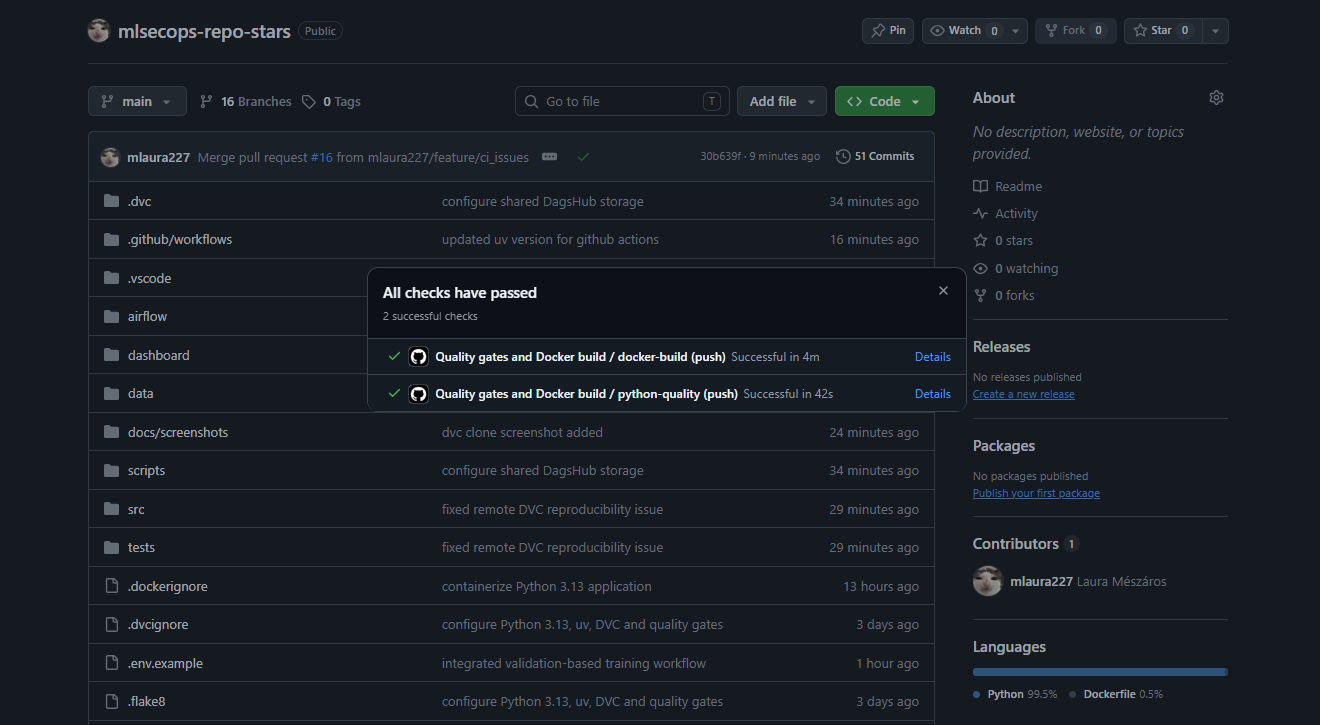 mlsecops-repo-stars Public
Pin
Watch 0
Fork 0
Star 0
main
16 Branches
0 Tags
Go to file
T
Add file
Code
mlaura227 Merge pull request #16 from mlaura227/feature/ci_issues
30b639f · 9 minutes ago
51 Commits
.dvc configure shared DagsHub storage 34 minutes ago
.github/workflows updated uv version for github actions 16 minutes ago
.vscode
airflow
dashboard
data
All checks have passed
2 successful checks
Quality gates and Docker build / docker-build (push) Successful in 4m Details
Quality gates and Docker build / python-quality (push) Successful in 42s Details
docs/screenshots dvc clone screenshot added 24 minutes ago
scripts configure shared DagsHub storage 34 minutes ago
src fixed remote DVC reproducibility issue 29 minutes ago
tests fixed remote DVC reproducibility issue 29 minutes ago
.dockerignore containerize Python 3.13 application 13 hours ago
.dvcignore configure Python 3.13, uv, DVC and quality gates 3 days ago
.env.example integrated validation-based training workflow 1 hour ago
.flake8 configure Python 3.13, uv, DVC and quality gates 3 days ago
About
No description, website, or topics
provided.
Readme
Activity
0 stars
0 watching
0 forks
Releases
No releases published
Create a new release
Packages
No packages published
Publish your first package
Contributors 1
mlaura227 Laura Mészáros
Languages
Python 99.5% Dockerfile 0.5%